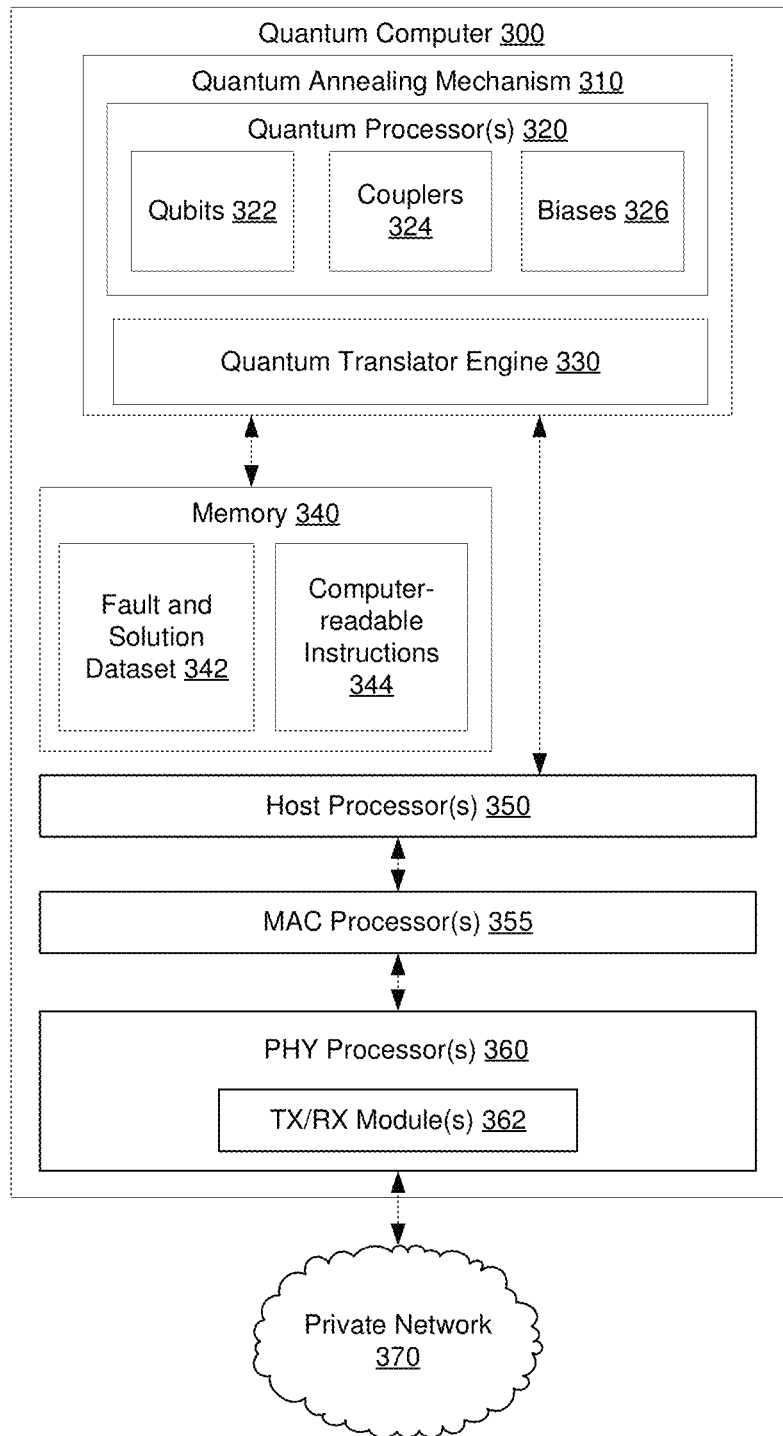 Quantum Computer 300
Quantum Annealing Mechanism 310
Quantum Processor(s) 320
Qubits 322
Couplers
324
Biases 326
Quantum Translator Engine 330
Memory 340
Fault and
Solution
Dataset 342
Computer-
readable
Instructions
344
Host Processor(s) 350
MAC Processor(s) 355
PHY Processor(s) 360
TX/RX Module(s) 362
Private Network
370